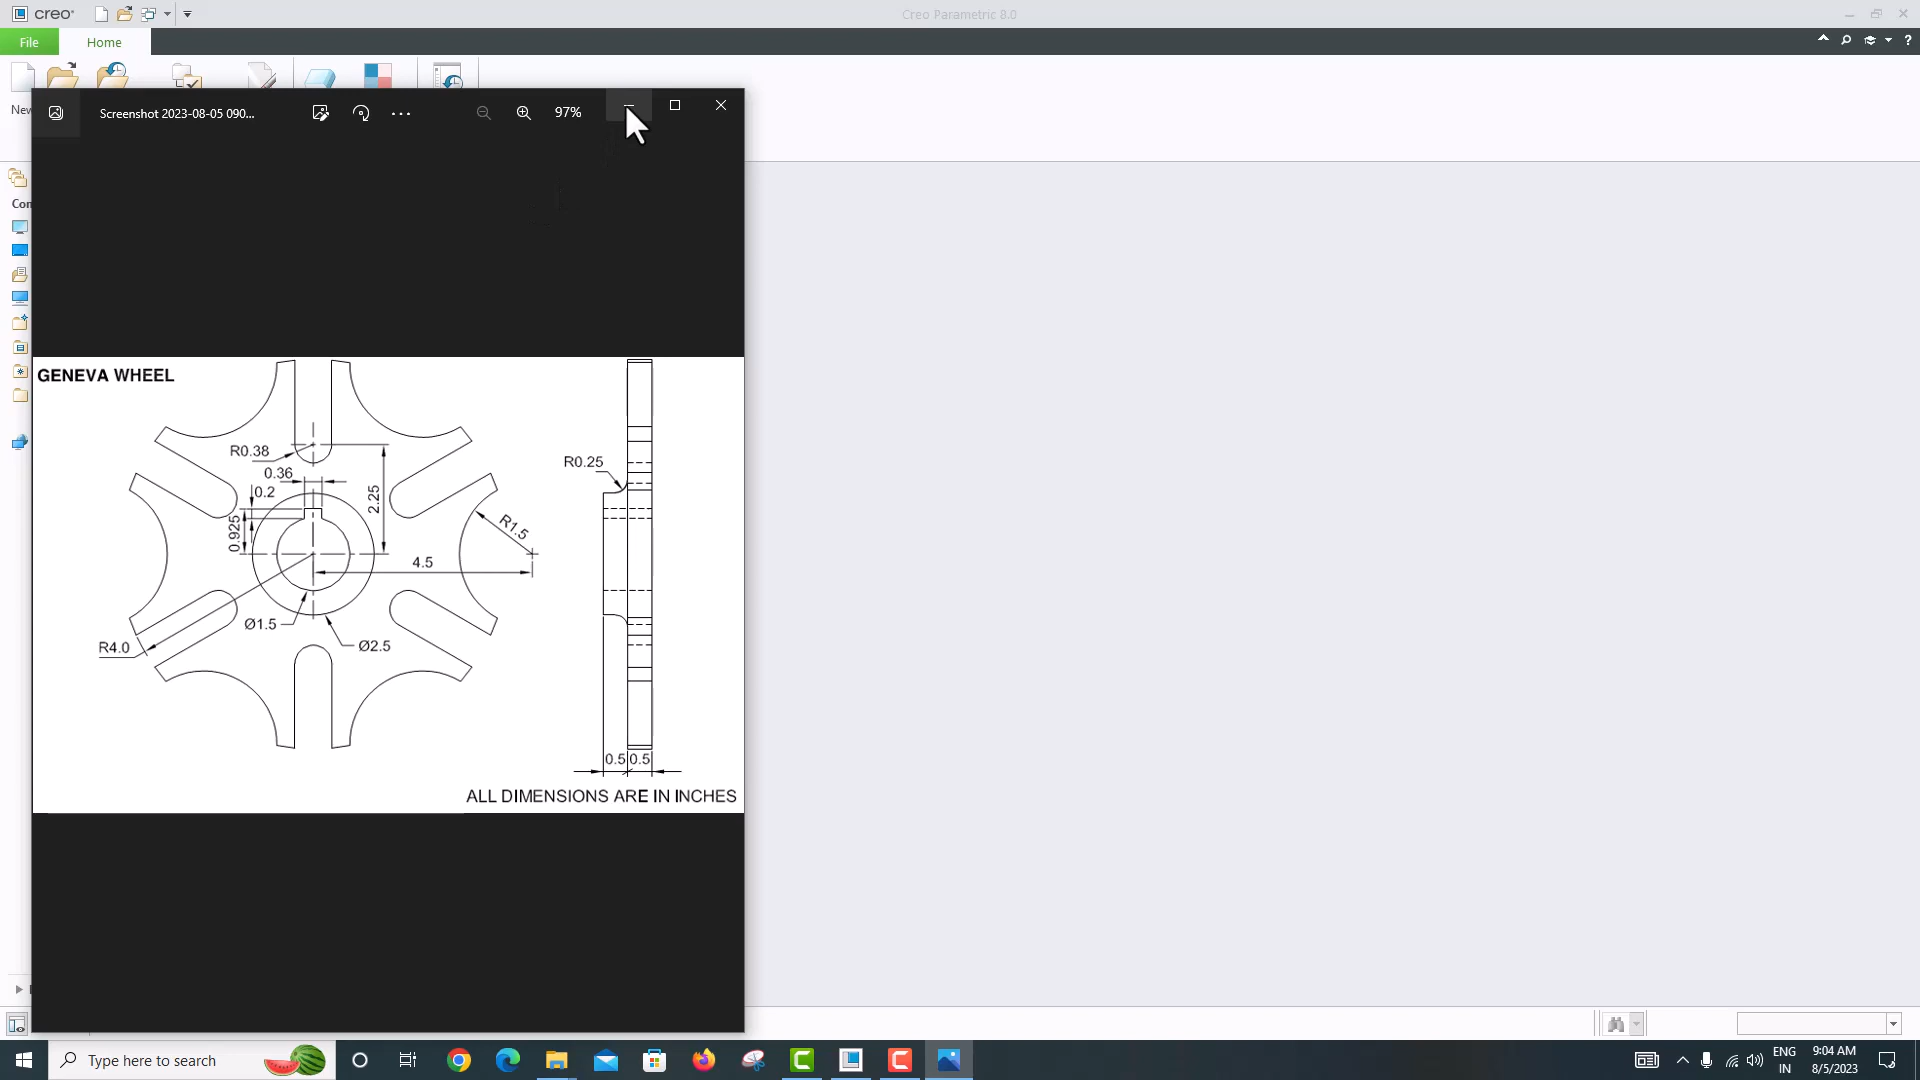 creo
Creo Parametric 8.0
File
Home
?
New
Screenshot 2023-08-05 090...
97%
GENEVA WHEEL
R0.38
0.36
0.2
0.925
2.25
R1.5
4.5
R4.0
Ø1.5
Ø2.5
R0.25
0.5
0.5
ALL DIMENSIONS ARE IN INCHES
Type here to search
ENG
IN
9:04 AM
8/5/2023